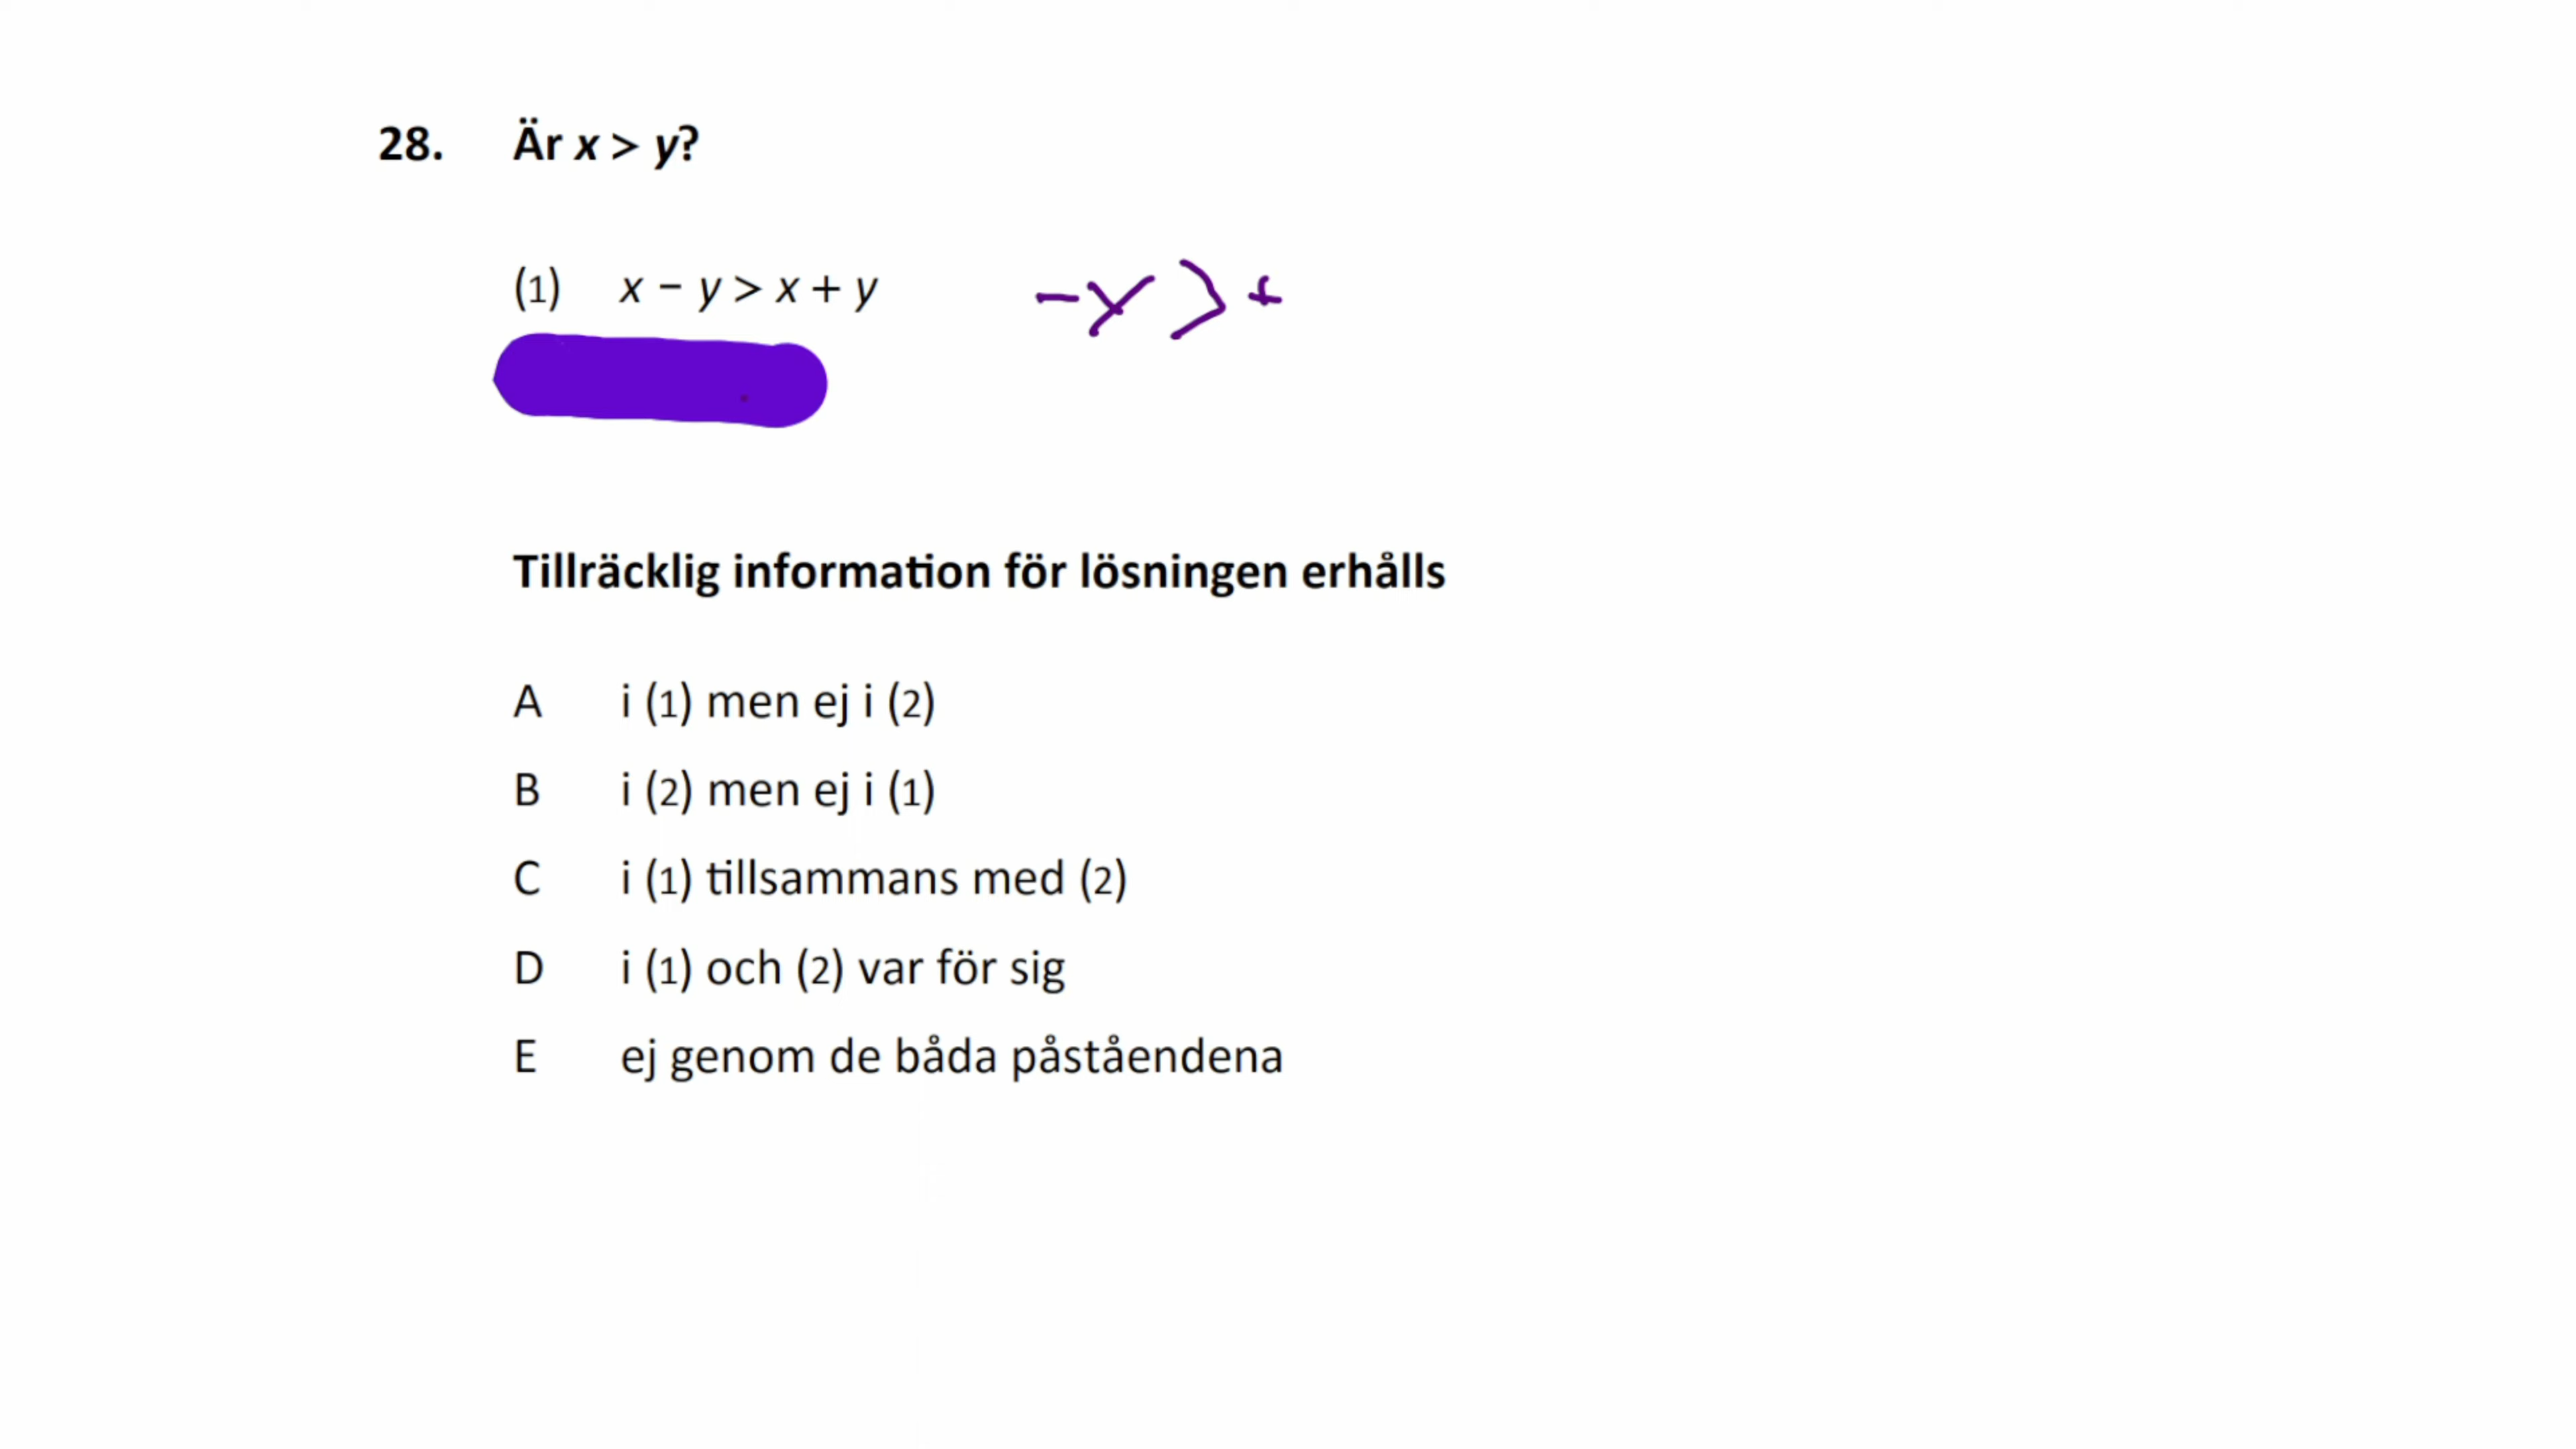 28. Är x > y?
(1) x − y > x + y -y > +
Tillräcklig information för lösningen erhålls
A i (1) men ej i (2)
B i (2) men ej i (1)
C i (1) tillsammans med (2)
D i (1) och (2) var för sig
E ej genom de båda påståendena